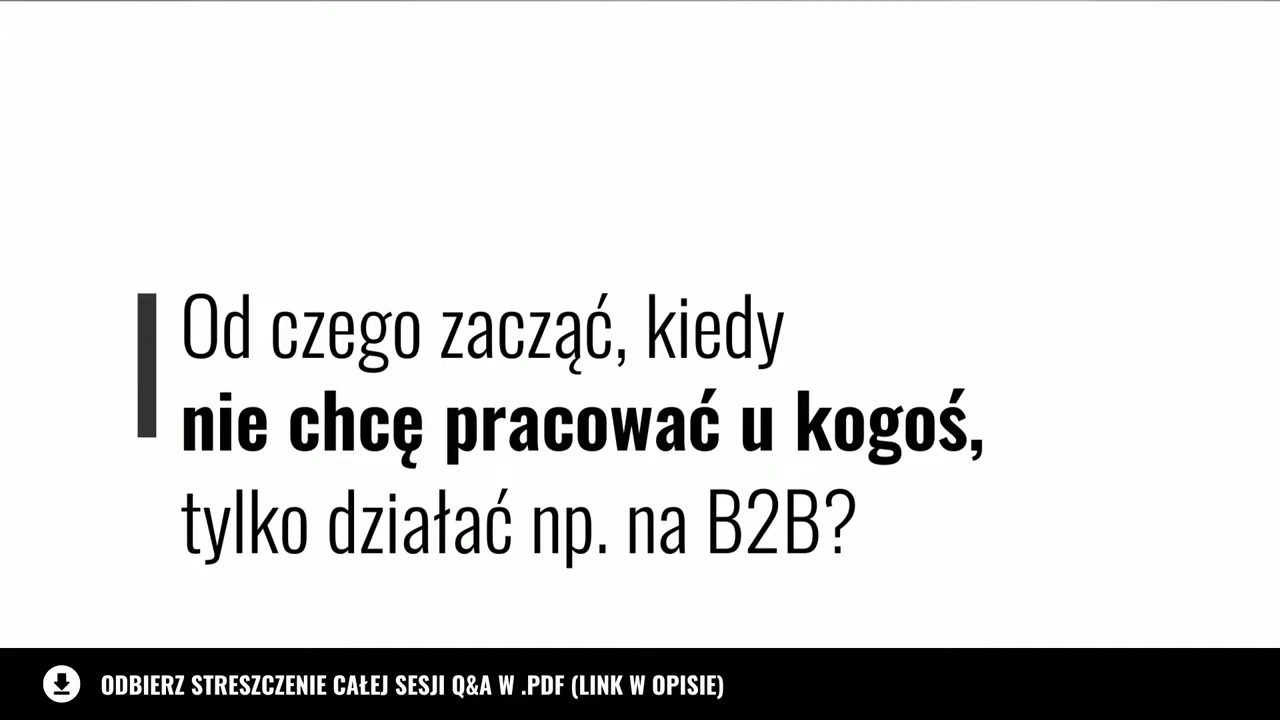 Od czego zacząć, kiedy
nie chcę pracować u kogoś,
tylko działać np. na B2B?
ODBIERZ STRESZCZENIE CAŁEJ SESJI Q&A W .PDF (LINK W OPISIE)